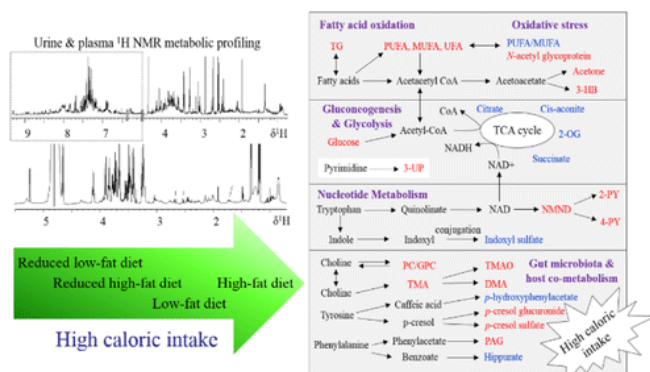 Urine & plasma ¹H NMR metabolic profiling
9 8 7 6 4 3 2 1 δ¹H
5 4 3 2 1 δ¹H
Reduced low-fat diet
Reduced high-fat diet High-fat diet
Low-fat diet
High caloric intake
Fatty acid oxidation Oxidative stress
TG PUFA, MUFA, UFA PUFA/MUFA
N-acetyl glycoprotein
Fatty acids Acetacetyl CoA Acetoacetate Acetone
3-HB
Gluconeogenesis
& Glycolysis
CoA Citrate Cis-aconite
Glucose Acetyl-CoA TCA cycle 2-OG
NADH
Succinate
Pyrimidine 3-UP NAD+
Nucleotide Metabolism
Tryptophan Quinolinate NAD NMND 2-PY
4-PY
conjugation
Indole Indoxyl Indoxyl sulfate
Gut microbiota &
host co-metabolism
Choline PC/GPC TMAO
Choline TMA DMA
Tyrosine Caffeic acid p-hydroxyphenylacetate
p-cresol p-cresol glucuronide
p-cresol sulfate
Phenylalanine Phenylacetate PAG
Benzoate Hippurate
High caloric
intake